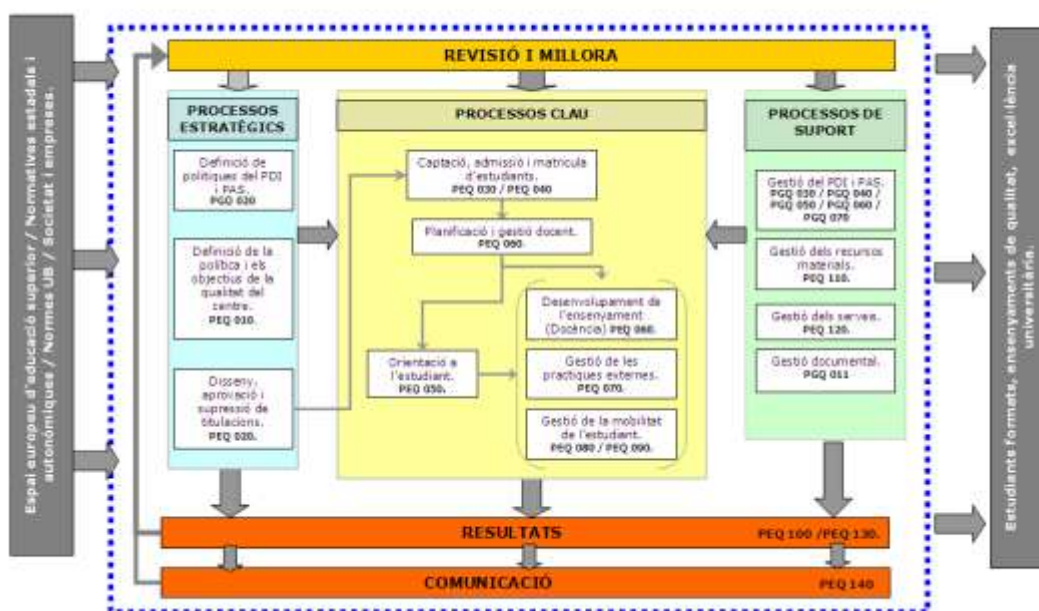 Espai europeu d'educació superior / Normatives estadals i
autonòmiques / Normes UB / Societat i empreses.
REVISIÓ I MILLORA
PROCESSOS
ESTRATÈGICS
Definició de
polítiques del PDI
i PAS.
PGQ 020
Definició de la
política i els
objectius de la
qualitat del
centre.
PEQ 010.
Disseny,
aprovació i
supressió de
titulacions.
PEQ 020.
PROCESSOS CLAU
Captació, admissió i matrícula
d'estudiants.
PEQ 030 / PEQ 040
Planificació i gestió docent.
PEQ 060.
Orientació a
l'estudiant.
PEQ 050.
Desenvolupament de
l'ensenyament
(Docència) PEQ 060.
Gestió de les
pràctiques externes.
PEQ 070.
Gestió de la mobilitat
de l'estudiant.
PEQ 080 / PEQ 090.
PROCESSOS DE
SUPORT
Gestió del PDI i PAS.
PGQ 030 / PGQ 040 /
PGQ 050 / PGQ 060 /
PGQ 070
Gestió dels recursos
materials.
PEQ 110.
Gestió dels serveis.
PEQ 120.
Gestió documental.
PGQ 011
RESULTATS
PEQ 100 /PEQ 130.
COMUNICACIÓ
PEQ 140
Estudiants formats, ensenyaments de qualitat, excel·lència
universitària.